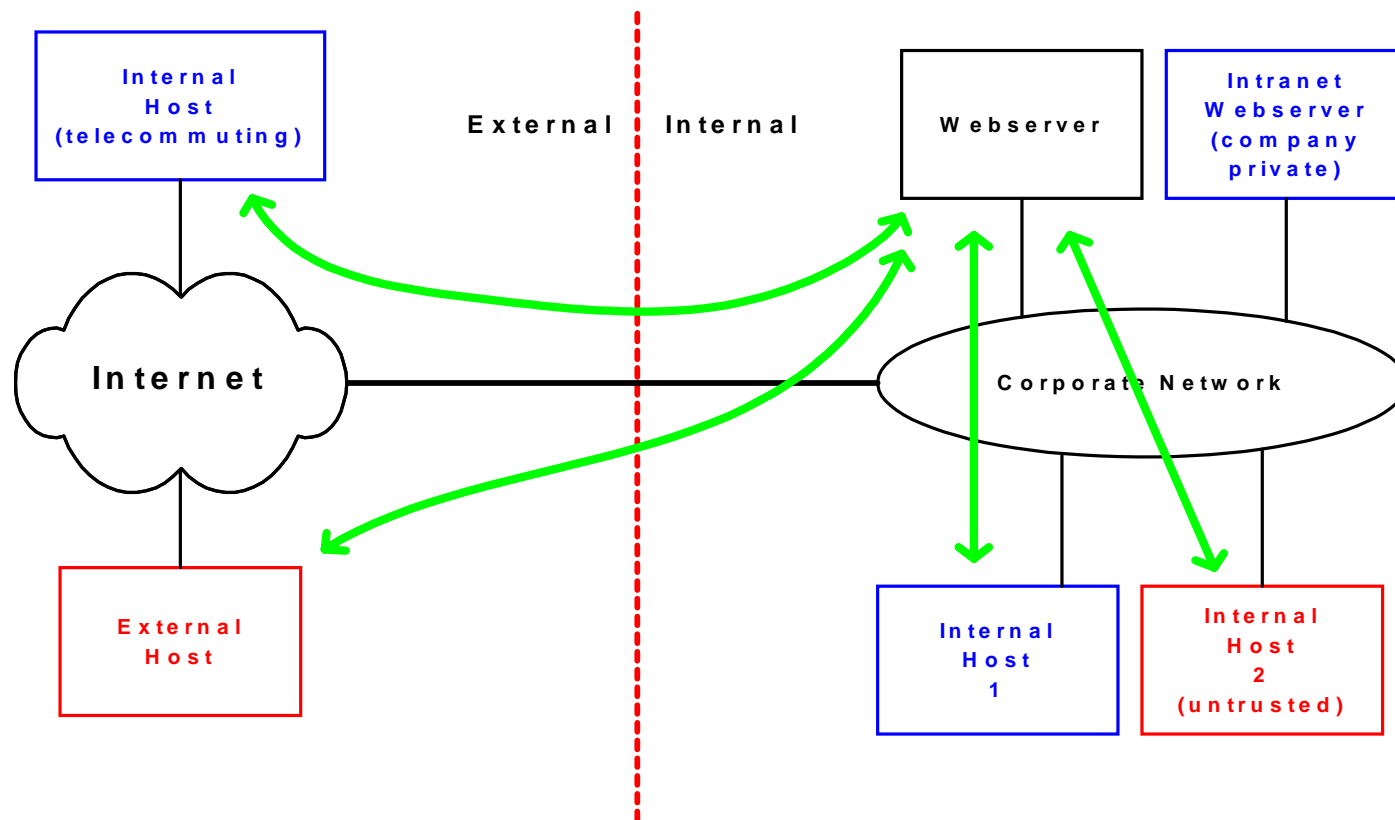 Internal
Host
(telecommuting)
External
Internal
Webserver
Intranet
Webserver
(company
private)
Internet
Corporate Network
External
Host
Internal
Host
1
Internal
Host
2
(untrusted)